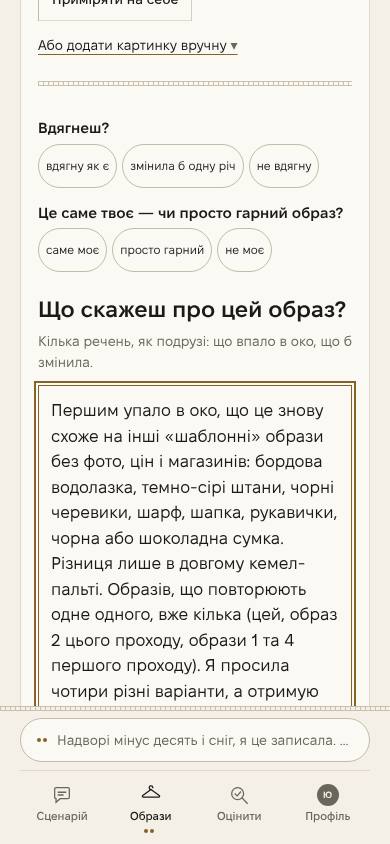 Приміряти на себе
Або додати картинку вручну ▾
Вдягнеш?
вдягну як є
змінила б одну річ
не вдягну
Це саме твоє — чи просто гарний образ?
саме моє
просто гарний
не моє
Що скажеш про цей образ?
Кілька речень, як подрузі: що впало в око, що б
змінила.
Першим упало в око, що це знову
схоже на інші «шаблонні» образи
без фото, цін і магазинів: бордова
водолазка, темно-сірі штани, чорні
черевики, шарф, шапка, рукавички,
чорна або шоколадна сумка.
Різниця лише в довгому кемел-
пальті. Образів, що повторюють
одне одного, вже кілька (цей, образ
2 цього проходу, образи 1 та 4
першого проходу). Я просила
чотири різні варіанти, а отримую
Надворі мінус десять і сніг, я це записала. ...
Сценарій
Образи
Оцінити
Ю
Профіль